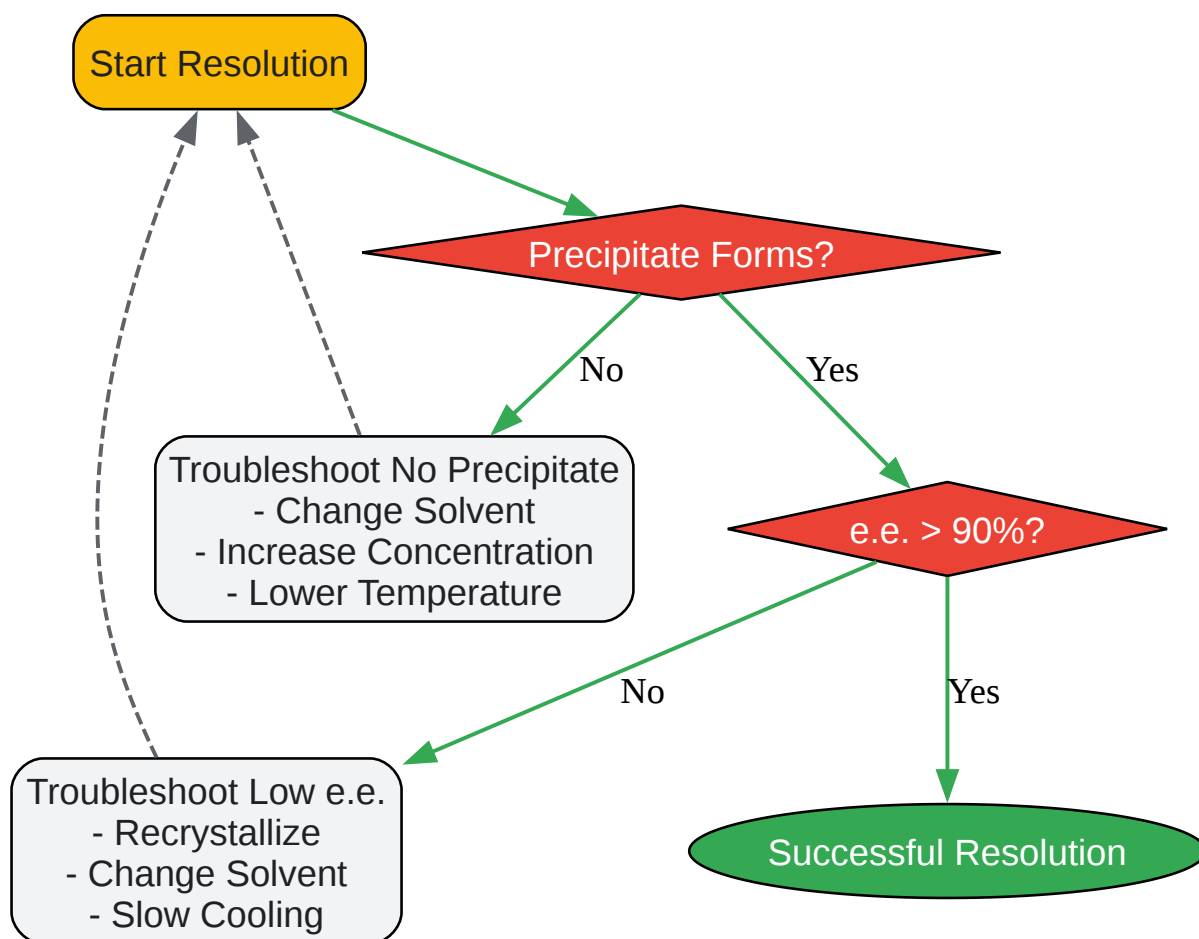 Start Resolution
Precipitate Forms?
No
Yes
Troubleshoot No Precipitate
- Change Solvent
- Increase Concentration
- Lower Temperature
e.e. > 90%?
No
Yes
Troubleshoot Low e.e.
- Recrystallize
- Change Solvent
- Slow Cooling
Successful Resolution